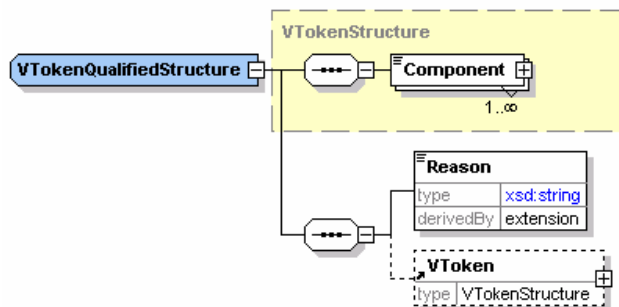 VTokenStructure
VTokenQualifiedStructure
Component
1..∞
Reason
type xsd:string
derivedBy extension
VToken
type VTokenStructure